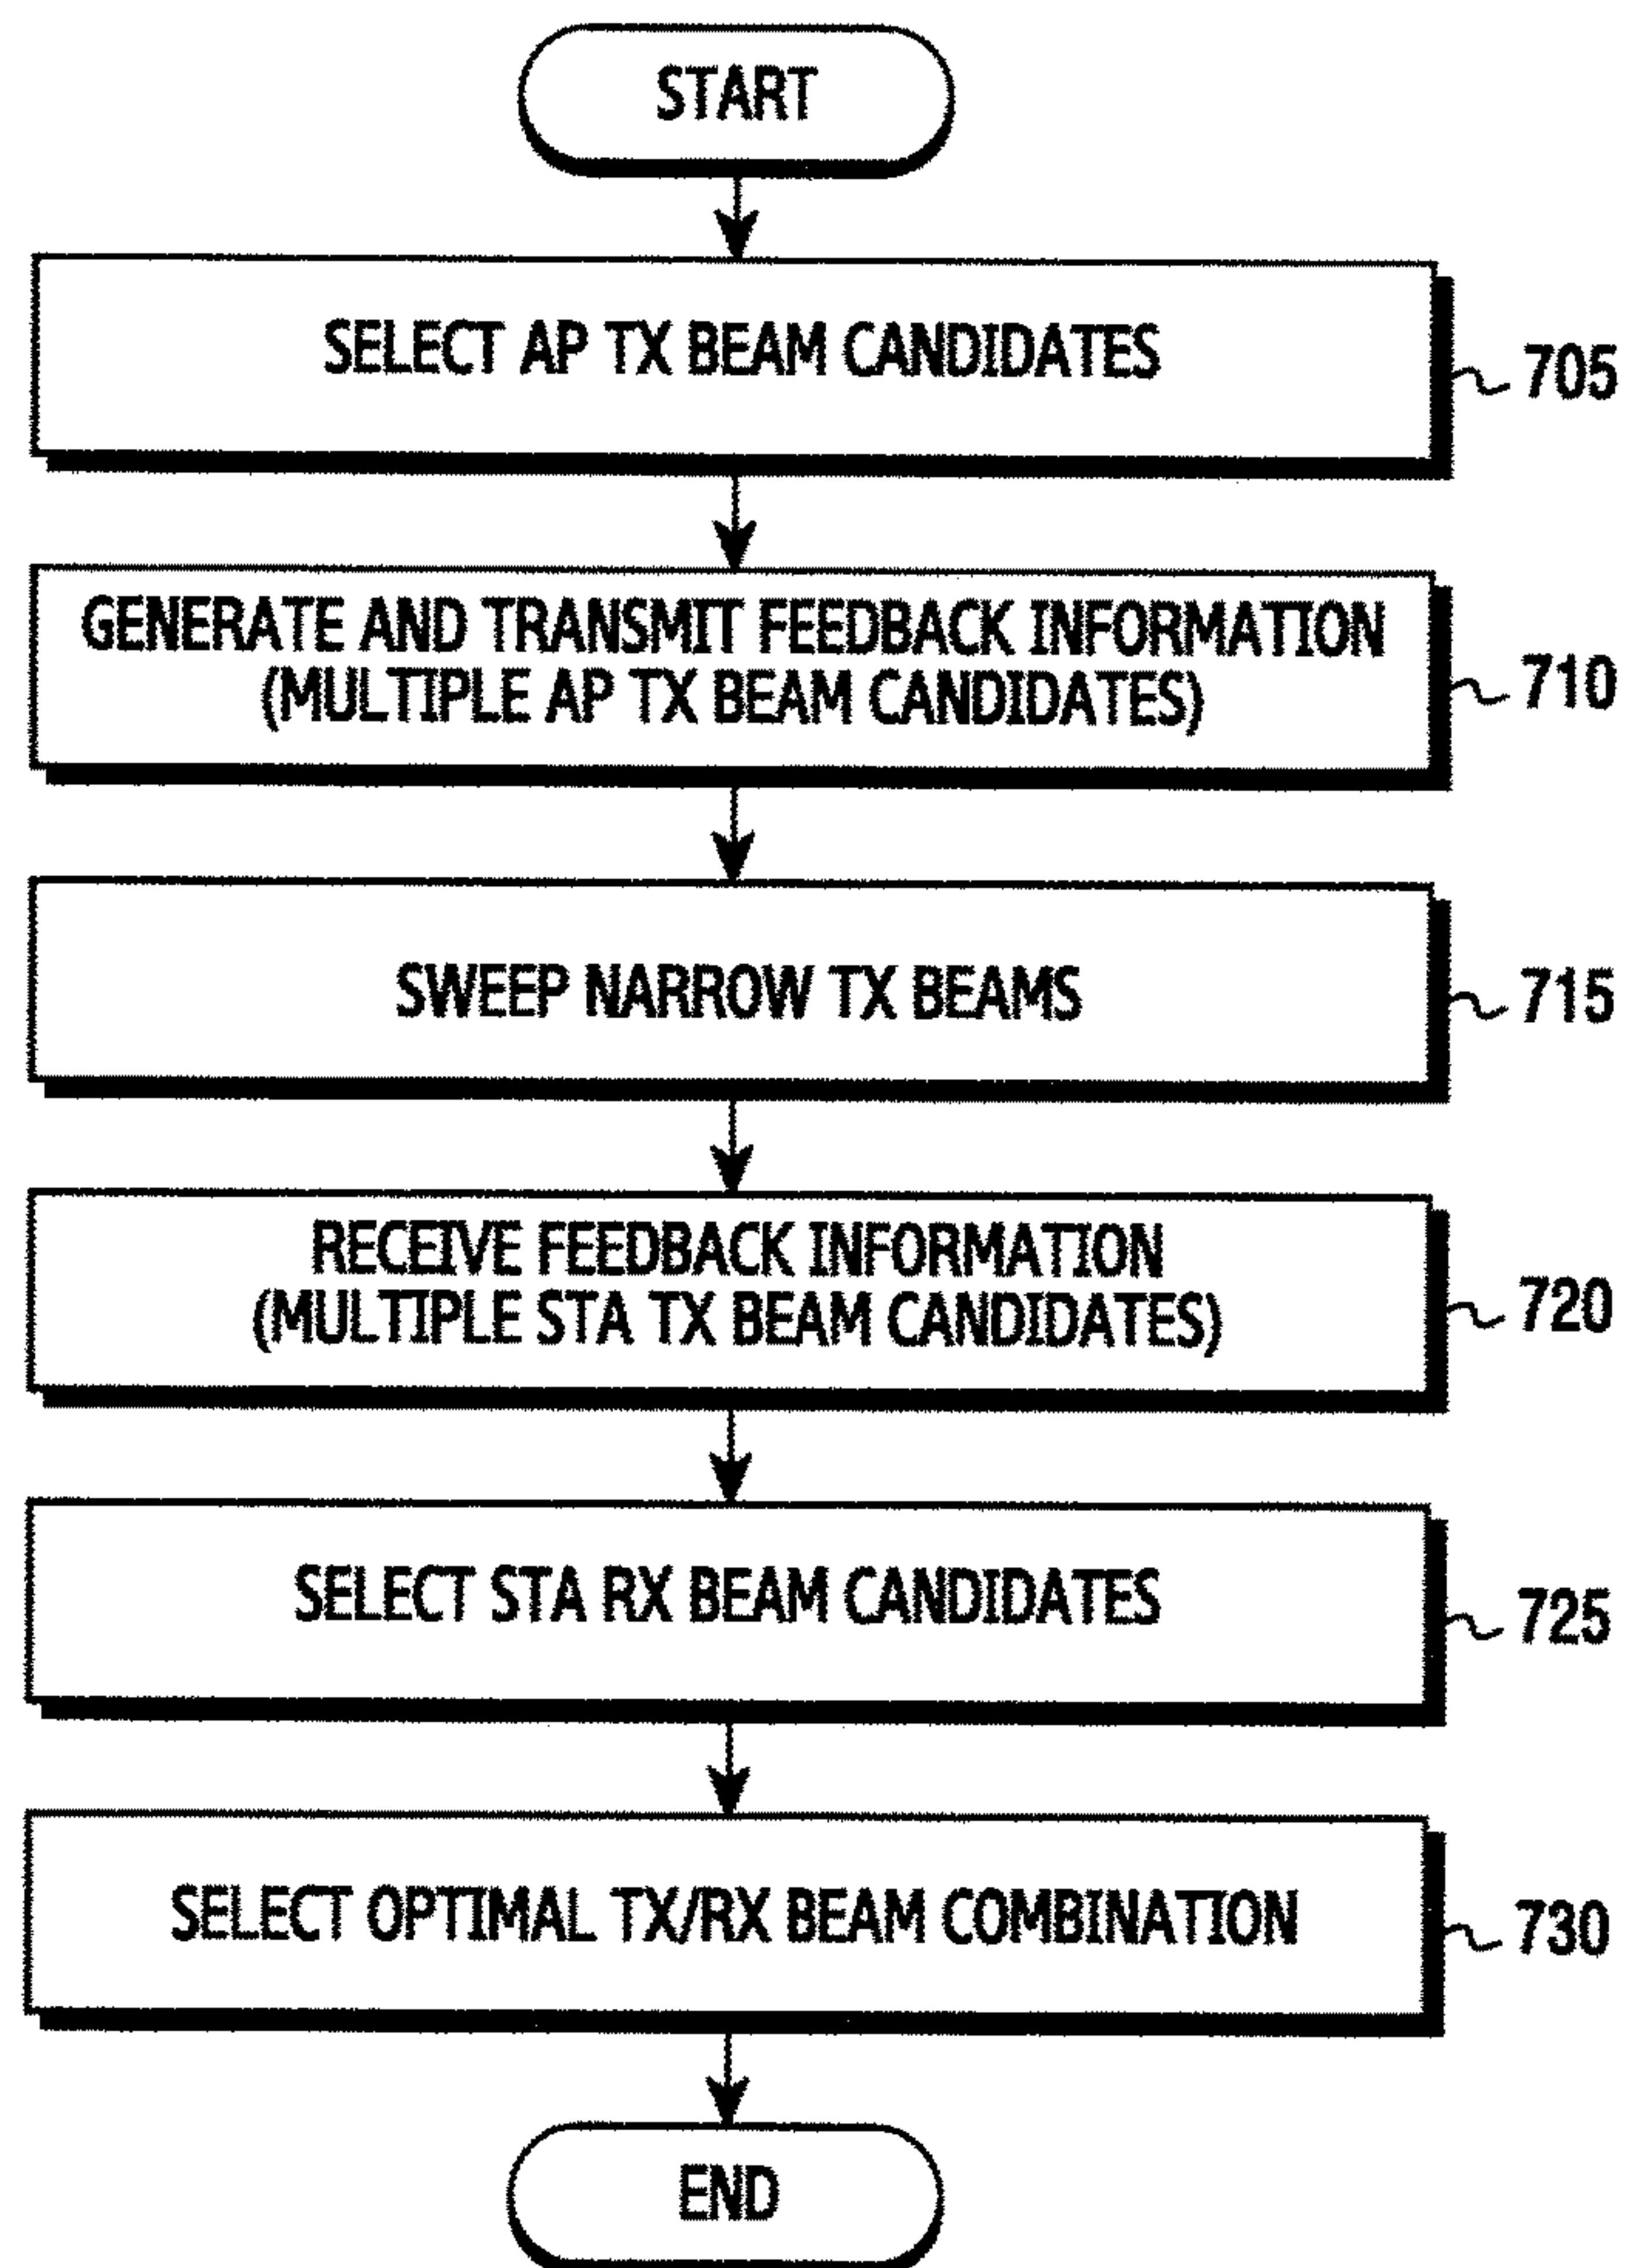 START
SELECT AP TX BEAM CANDIDATES
705
GENERATE AND TRANSMIT FEEDBACK INFORMATION
(MULTIPLE AP TX BEAM CANDIDATES)
710
SWEEP NARROW TX BEAMS
715
RECEIVE FEEDBACK INFORMATION
(MULTIPLE STA TX BEAM CANDIDATES)
720
SELECT STA RX BEAM CANDIDATES
725
SELECT OPTIMAL TX/RX BEAM COMBINATION
730
END